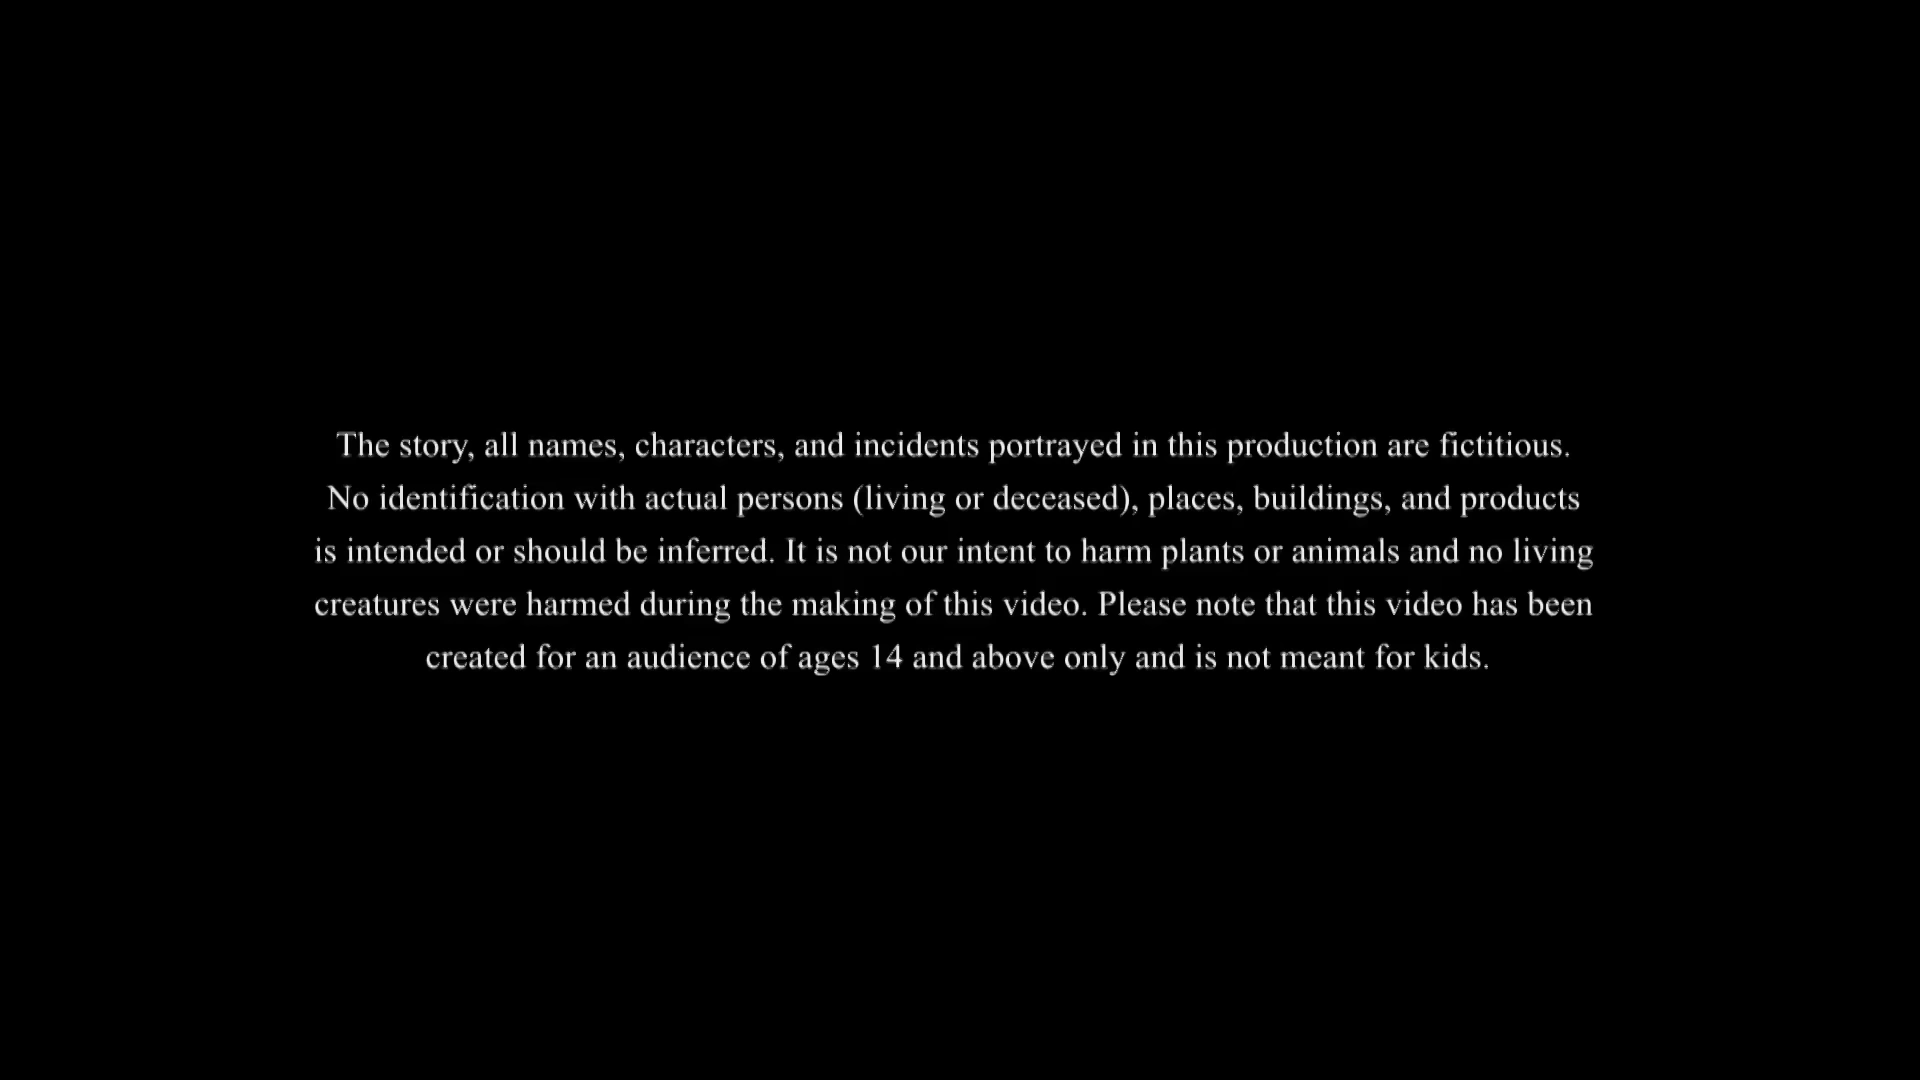 The story, all names, characters, and incidents portrayed in this production are fictitious.
No identification with actual persons (living or deceased), places, buildings, and products
is intended or should be inferred. It is not our intent to harm plants or animals and no living
creatures were harmed during the making of this video. Please note that this video has been
created for an audience of ages 14 and above only and is not meant for kids.